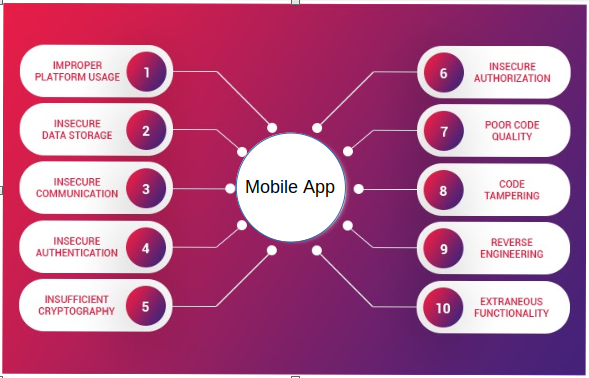 IMPROPER
PLATFORM USAGE
1
INSECURE
DATA STORAGE
2
INSECURE
COMMUNICATION
3
INSECURE
AUTHENTICATION
4
INSUFFICIENT
CRYPTOGRAPHY
5
Mobile App
6
INSECURE
AUTHORIZATION
7
POOR CODE
QUALITY
8
CODE
TAMPERING
9
REVERSE
ENGINEERING
10
EXTRANEOUS
FUNCTIONALITY